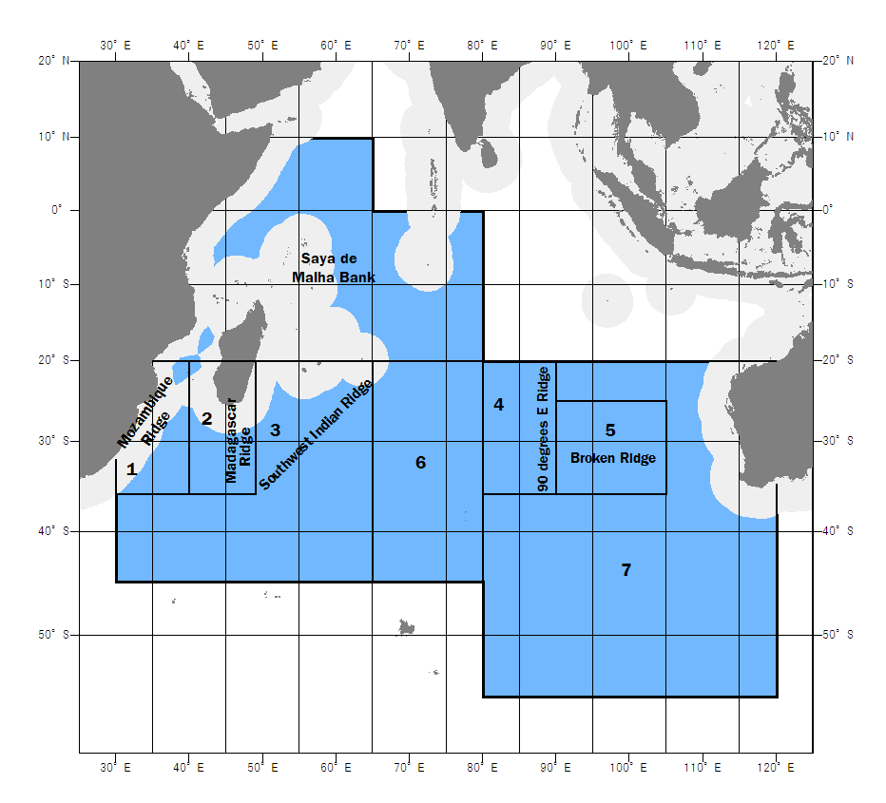 30° E 40° E 50° E 60° E 70° E 80° E 90° E 100° E 110° E 120° E
20° N 20° N
10° N 10° N
0° 0°
Saya de
Malha Bank
10° S 10° S
20° S 20° S
Mozambique
Ridge
1
2
Madagascar
Ridge
3
Southwest Indian Ridge
6
4
90 degrees E Ridge
5
Broken Ridge
30° S 30° S
40° S 40° S
7
50° S 50° S
30° E 40° E 50° E 60° E 70° E 80° E 90° E 100° E 110° E 120° E